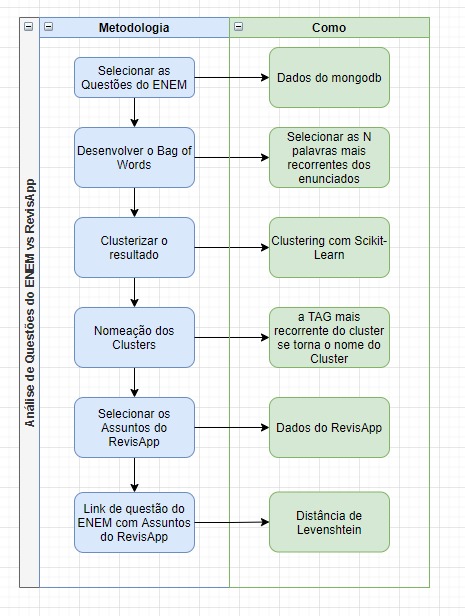 Análise de Questões do ENEM vs RevisApp
Metodologia
Como
Selecionar as
Questões do ENEM
Dados do mongodb
Desenvolver o Bag of
Words
Selecionar as N
palavras mais
recorrentes dos
enunciados
Clusterizar o
resultado
Clustering com Scikit-
Learn
Nomeação dos
Clusters
a TAG mais
recorrente do cluster
se torna o nome do
Cluster
Selecionar os
Assuntos do
RevisApp
Dados do RevisApp
Link de questão do
ENEM com Assuntos
do RevisApp
Distância de
Levenshtein